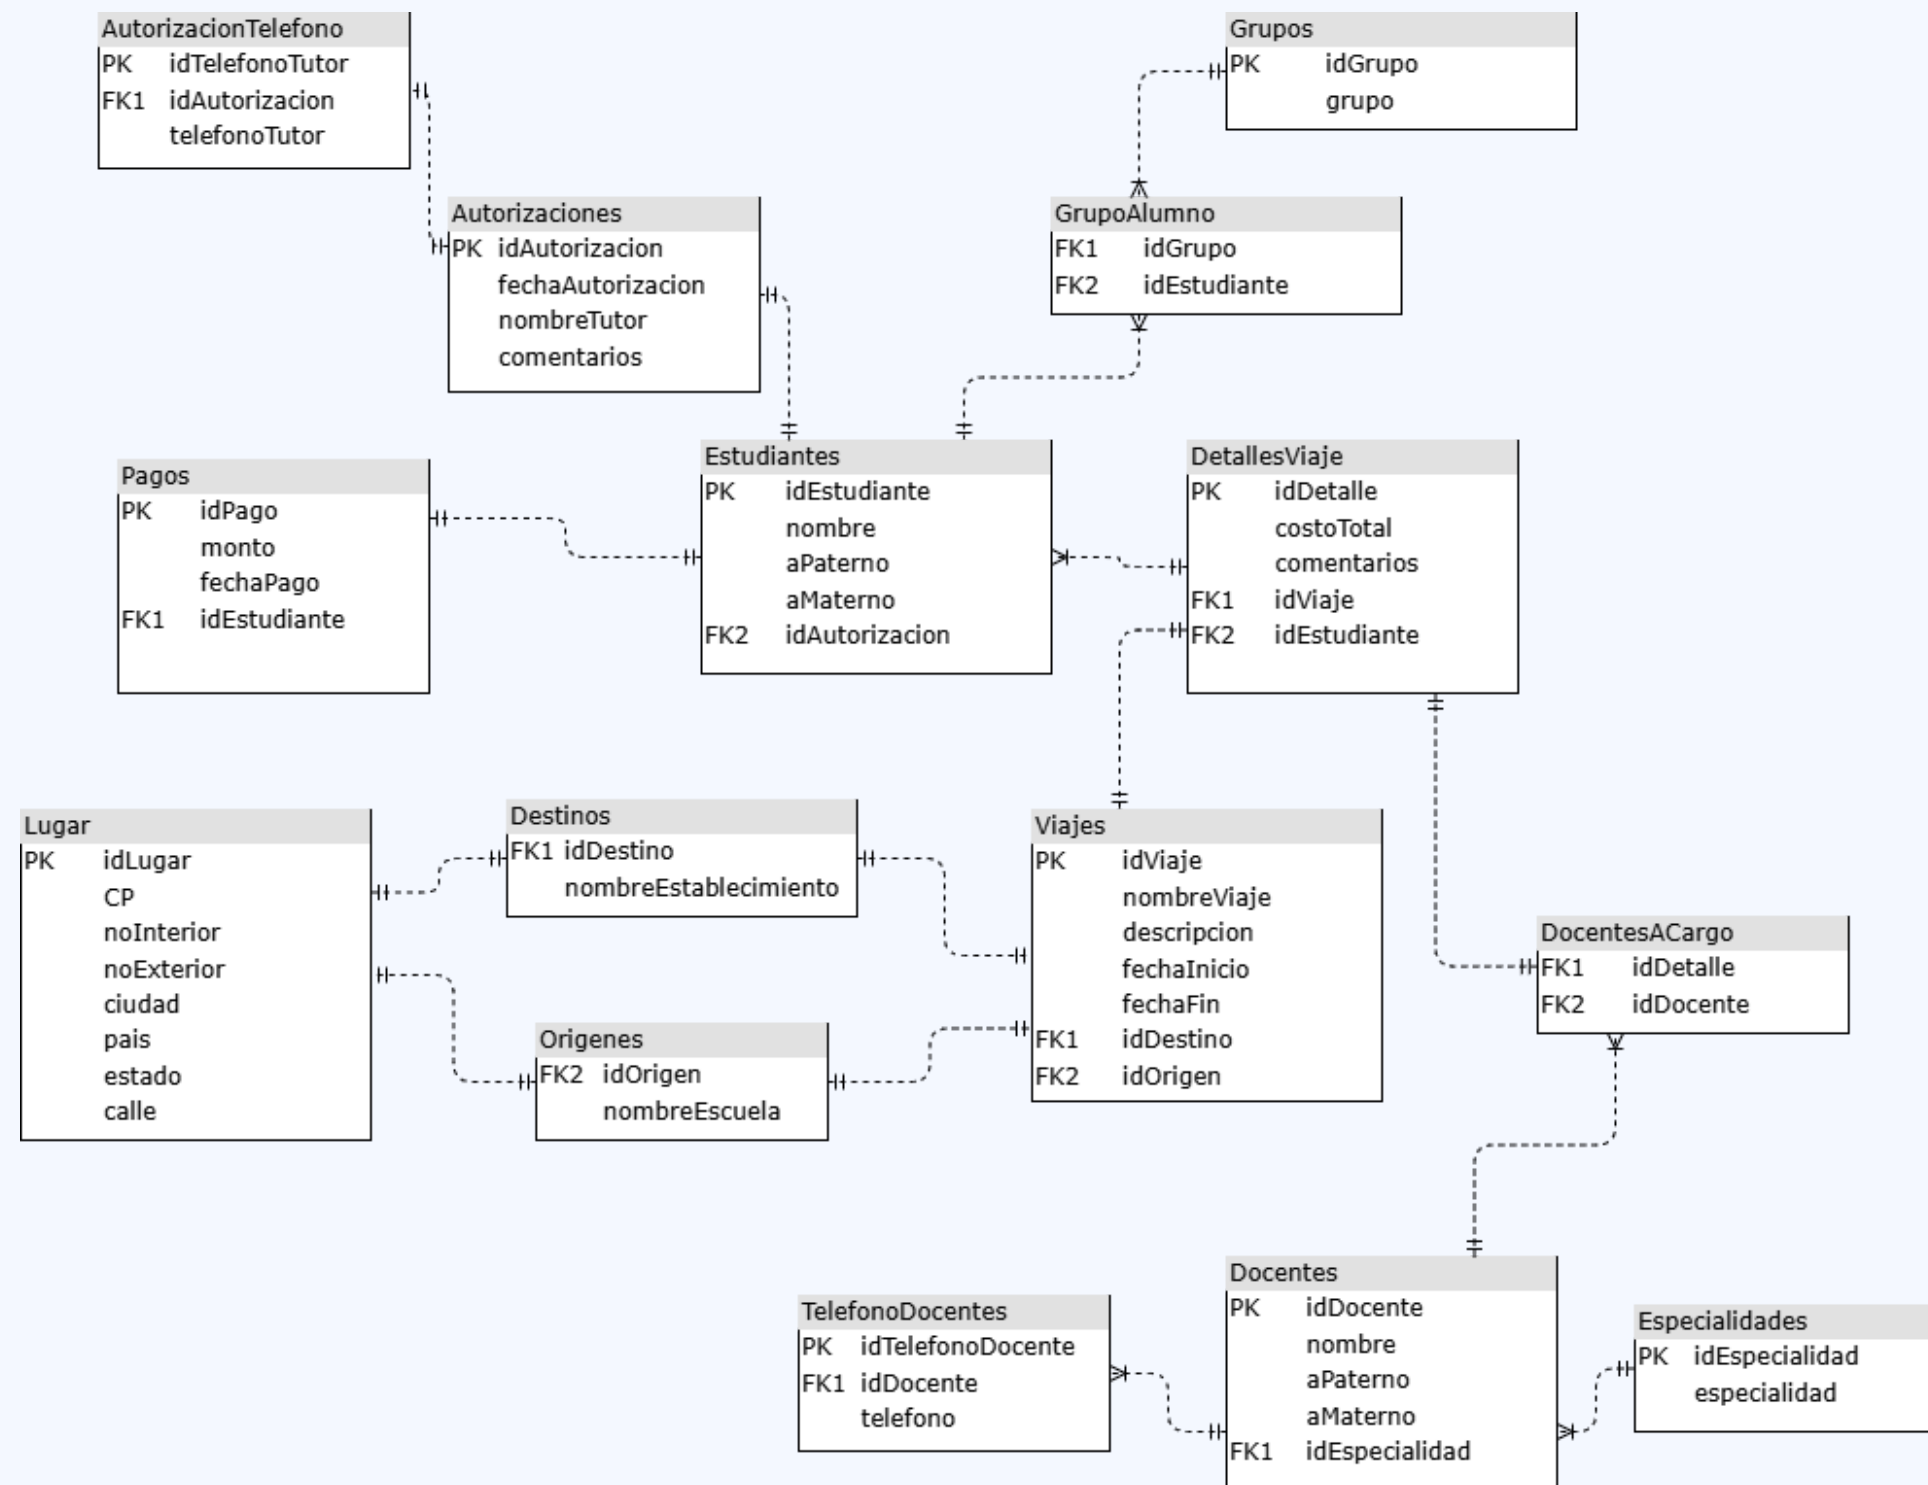 AutorizacionTelefono
PK idTelefonoTutor
FK1 idAutorizacion
telefonoTutor
Grupos
PK idGrupo
grupo
Autorizaciones
PK idAutorizacion
fechaAutorizacion
nombreTutor
comentarios
GrupoAlumno
FK1 idGrupo
FK2 idEstudiante
Pagos
PK idPago
monto
fechaPago
FK1 idEstudiante
Estudiantes
PK idEstudiante
nombre
aPaterno
aMaterno
FK2 idAutorizacion
DetallesViaje
PK idDetalle
costoTotal
comentarios
FK1 idViaje
FK2 idEstudiante
Lugar
PK idLugar
CP
noInterior
noExterior
ciudad
pais
estado
calle
Destinos
FK1 idDestino
nombreEstablecimiento
Origenes
FK2 idOrigen
nombreEscuela
Viajes
PK idViaje
nombreViaje
descripcion
fechaInicio
fechaFin
FK1 idDestino
FK2 idOrigen
DocentesACargo
FK1 idDetalle
FK2 idDocente
TelefonoDocentes
PK idTelefonoDocente
FK1 idDocente
telefono
Docentes
PK idDocente
nombre
aPaterno
aMaterno
FK1 idEspecialidad
Especialidades
PK idEspecialidad
especialidad